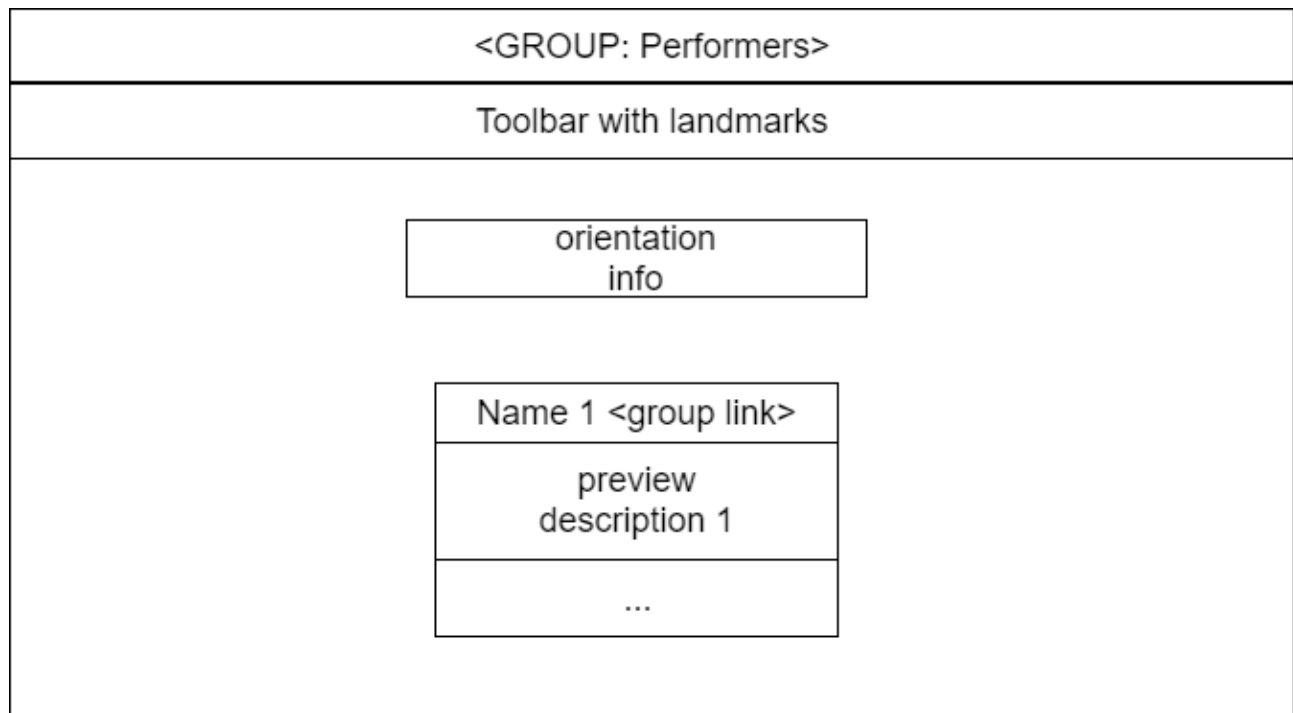 <GROUP: Performers>
Toolbar with landmarks
orientation
info
Name 1 <group link>
preview
description 1
...